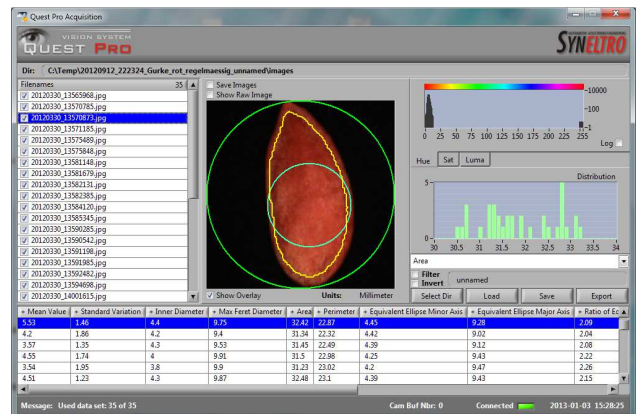 Quest Pro Acquisition
VISION SYSTEM
QUEST PRO
SYNELTRO
Dir: C:\Temp\20120912_222324_Gurke_rot_regelmaessig_unnamed\images
Filenames 35
20120330_13565968.jpg
20120330_13570785.jpg
20120330_13570873.jpg
20120330_13571185.jpg
20120330_13575489.jpg
20120330_13575848.jpg
20120330_13581148.jpg
20120330_13581679.jpg
20120330_13582131.jpg
20120330_13582385.jpg
20120330_13584120.jpg
20120330_13585345.jpg
20120330_13590285.jpg
20120330_13590542.jpg
20120330_13591198.jpg
20120330_13591985.jpg
20120330_13592482.jpg
20120330_13594698.jpg
20120330_14001615.jpg
Save Images
Show Raw Image
Show Overlay Units: Millimeter
10000
100
1
0 25 50 75 100 125 150 175 200 225 255
Log
Hue Sat Luma
Distribution
5
0
30 30.5 31 31.5 32 32.5 33 33.5 34
Area
Filter
Invert
unnamed
Select Dir Load Save Export
+ Mean Value + Standard Variation + Inner Diameter + Max Feret Diameter + Area + Perimeter + Equivalent Ellipse Minor Axis + Equivalent Ellipse Major Axis + Ratio of Ec
5.53 1.46 4.4 9.75 32.42 22.87 4.45 9.28 2.09
4.2 1.86 4.2 9.4 31.34 22.32 4.42 9.02 2.04
3.57 1.35 4.3 9.53 31.45 22.49 4.39 9.12 2.08
4.55 1.74 4 9.91 31.5 22.98 4.25 9.43 2.22
3.54 1.95 3.8 9.9 31.23 23.02 4.2 9.47 2.26
4.51 1.23 4.3 9.87 32.48 23.1 4.39 9.43 2.15
Message: Used data set: 35 of 35 Cam Buf Nbr: 0 Connected 2013-01-03 15:28:25